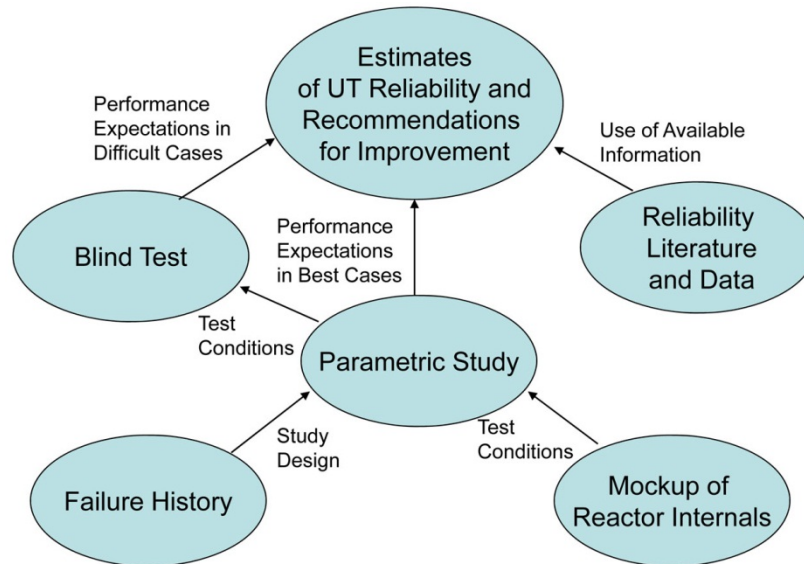 Estimates
of UT Reliability and
Recommendations
for Improvement
Performance
Expectations in
Difficult Cases
Use of Available
Information
Blind Test
Performance
Expectations
in Best Cases
Reliability
Literature
and Data
Test
Conditions
Parametric Study
Study
Design
Test
Conditions
Failure History
Mockup of
Reactor Internals